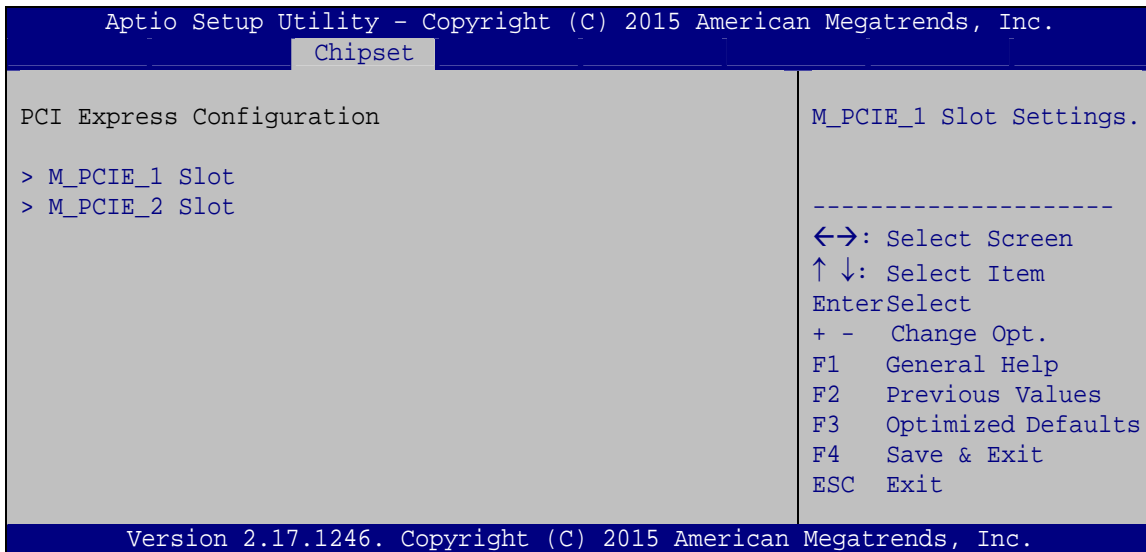 Aptio Setup Utility – Copyright (C) 2015 American Megatrends, Inc.
Chipset
PCI Express Configuration
> M_PCIE_1 Slot
> M_PCIE_2 Slot
M_PCIE_1 Slot Settings.
---------------------
←→: Select Screen
↑ ↓: Select Item
EnterSelect
+ - Change Opt.
F1 General Help
F2 Previous Values
F3 Optimized Defaults
F4 Save & Exit
ESC Exit
Version 2.17.1246. Copyright (C) 2015 American Megatrends, Inc.